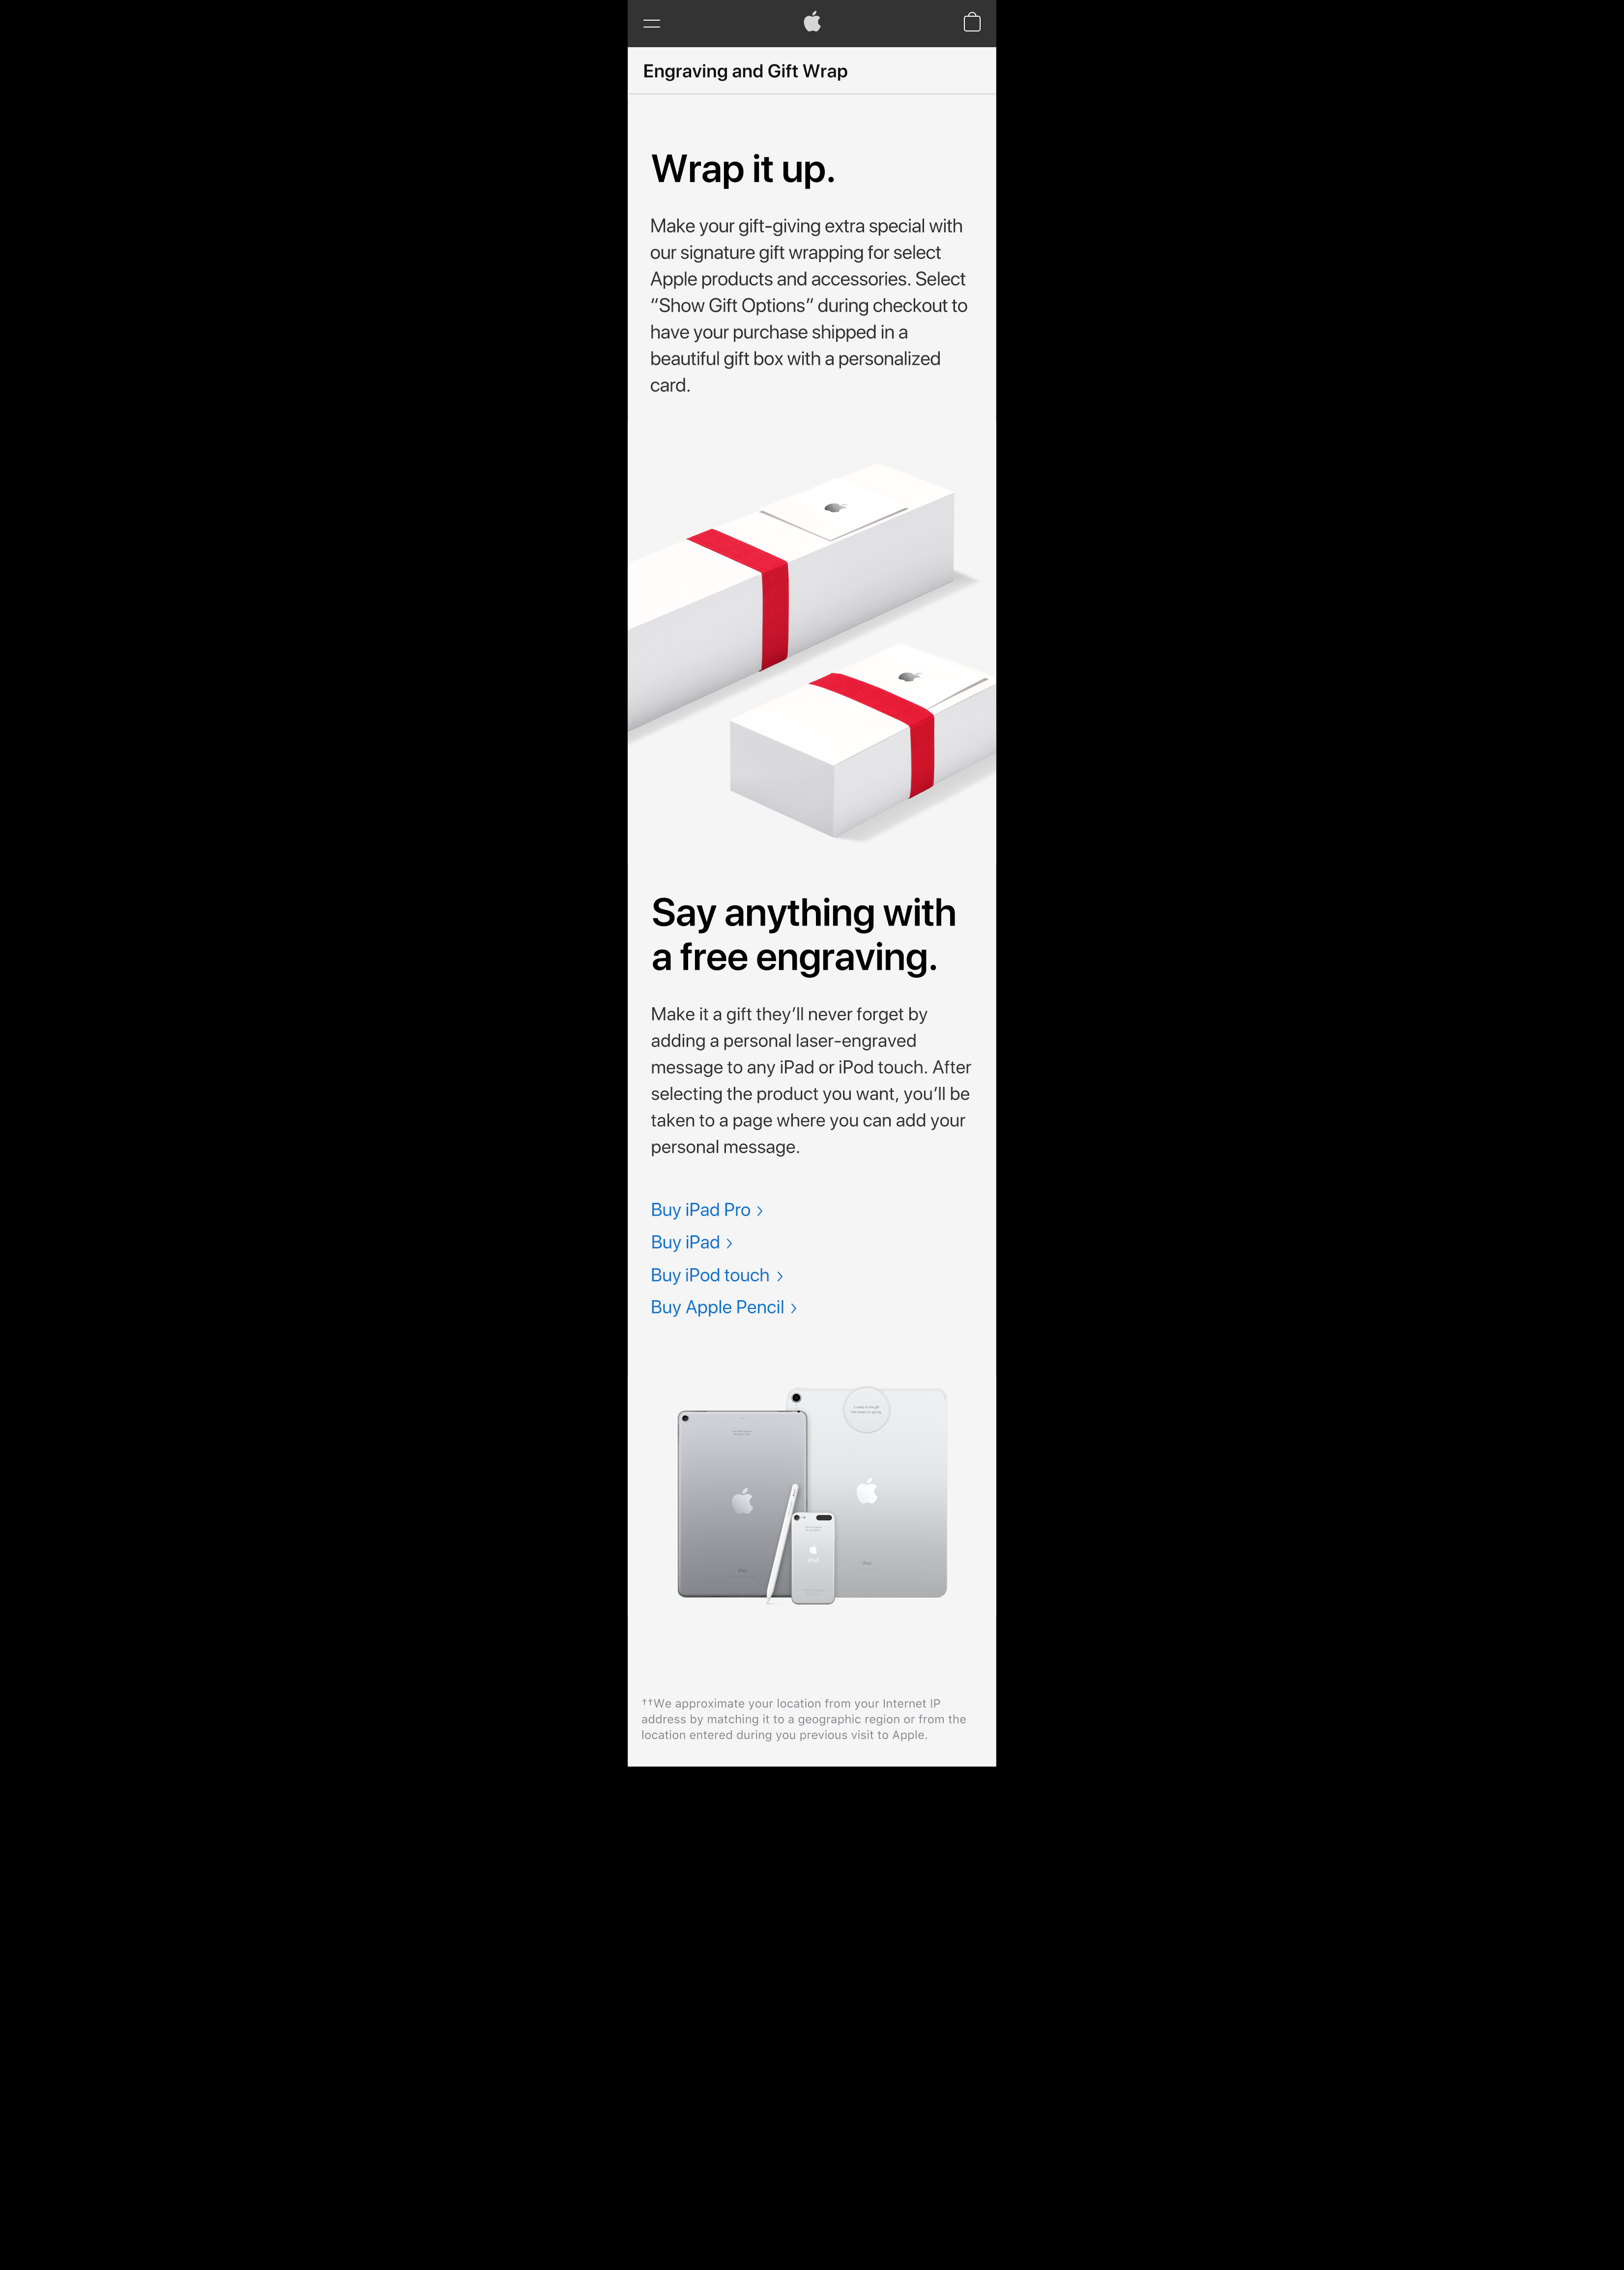 Engraving and Gift Wrap
Wrap it up.
Make your gift-giving extra special with
our signature gift wrapping for select
Apple products and accessories. Select
“Show Gift Options” during checkout to
have your purchase shipped in a
beautiful gift box with a personalized
card.
Say anything with
a free engraving.
Make it a gift they’ll never forget by
adding a personal laser-engraved
message to any iPad or iPod touch. After
selecting the product you want, you’ll be
taken to a page where you can add your
personal message.
Buy iPad Pro >
Buy iPad >
Buy iPod touch >
Buy Apple Pencil >
iPad
iPod
iPad
††We approximate your location from your Internet IP
address by matching it to a geographic region or from the
location entered during you previous visit to Apple.